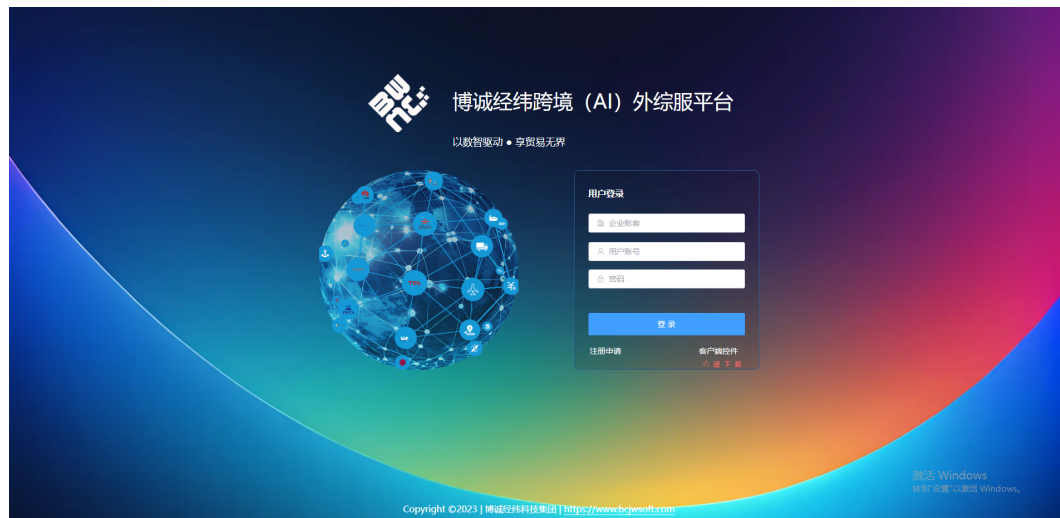 BWNC
博诚经纬跨境（AI）外综服平台
以数智驱动 ● 享贸易无界
用户登录
企业账套
用户账号
密码
登 录
注册申请
客户端控件
请 下 载
激活 Windows
转到"设置"以激活 Windows。
Copyright ©2023 | 博诚经纬科技集团 | https://www.bcjwsoft.com